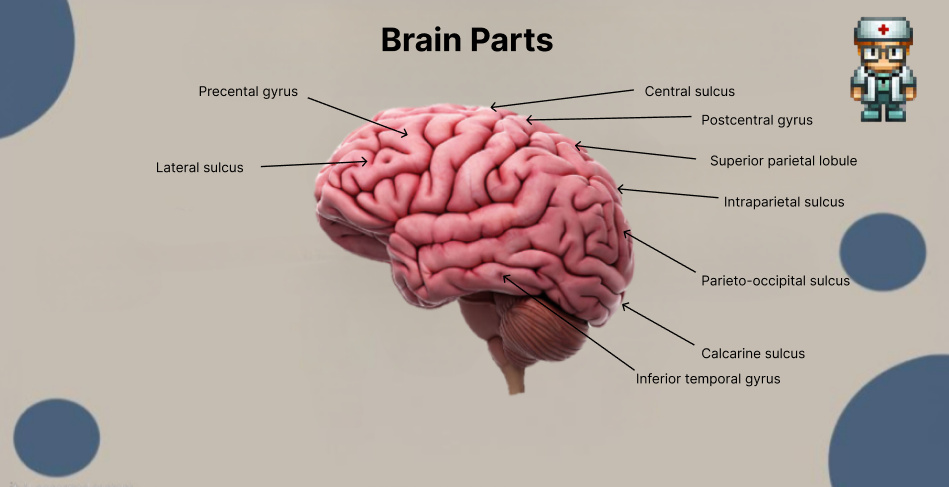 Brain Parts
Precental gyrus
Central sulcus
Postcentral gyrus
Lateral sulcus
Superior parietal lobule
Intraparietal sulcus
Parieto-occipital sulcus
Calcarine sulcus
Inferior temporal gyrus